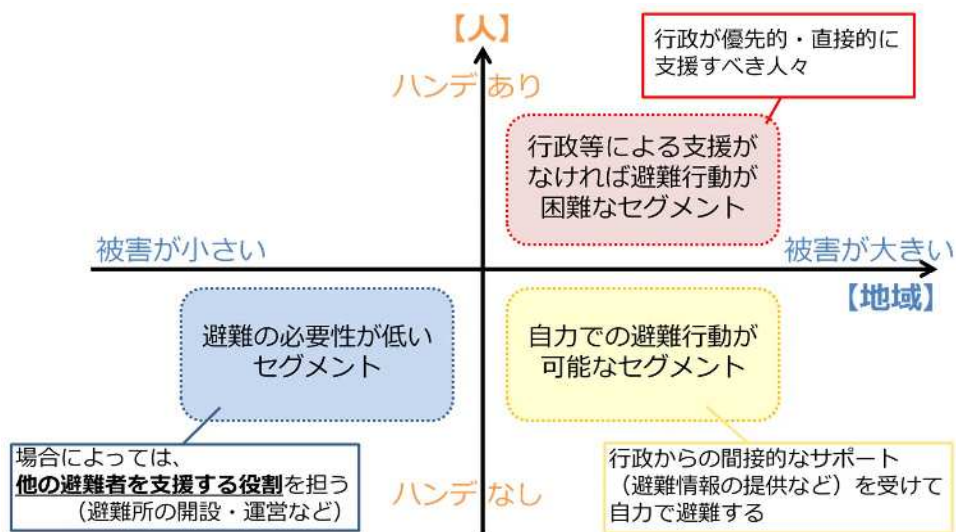 【人】
ハンデ あり
行政が優先的・直接的に
支援すべき人々
行政等による支援が
なければ避難行動が
困難なセグメント
被害が小さい
被害が大きい
【地域】
避難の必要性が低い
セグメント
自力での避難行動が
可能なセグメント
場合によっては、
他の避難者を支援する役割を担う
（避難所の開設・運営など）
ハンデ なし
行政からの間接的なサポート
（避難情報の提供など）を受けて
自力で避難する